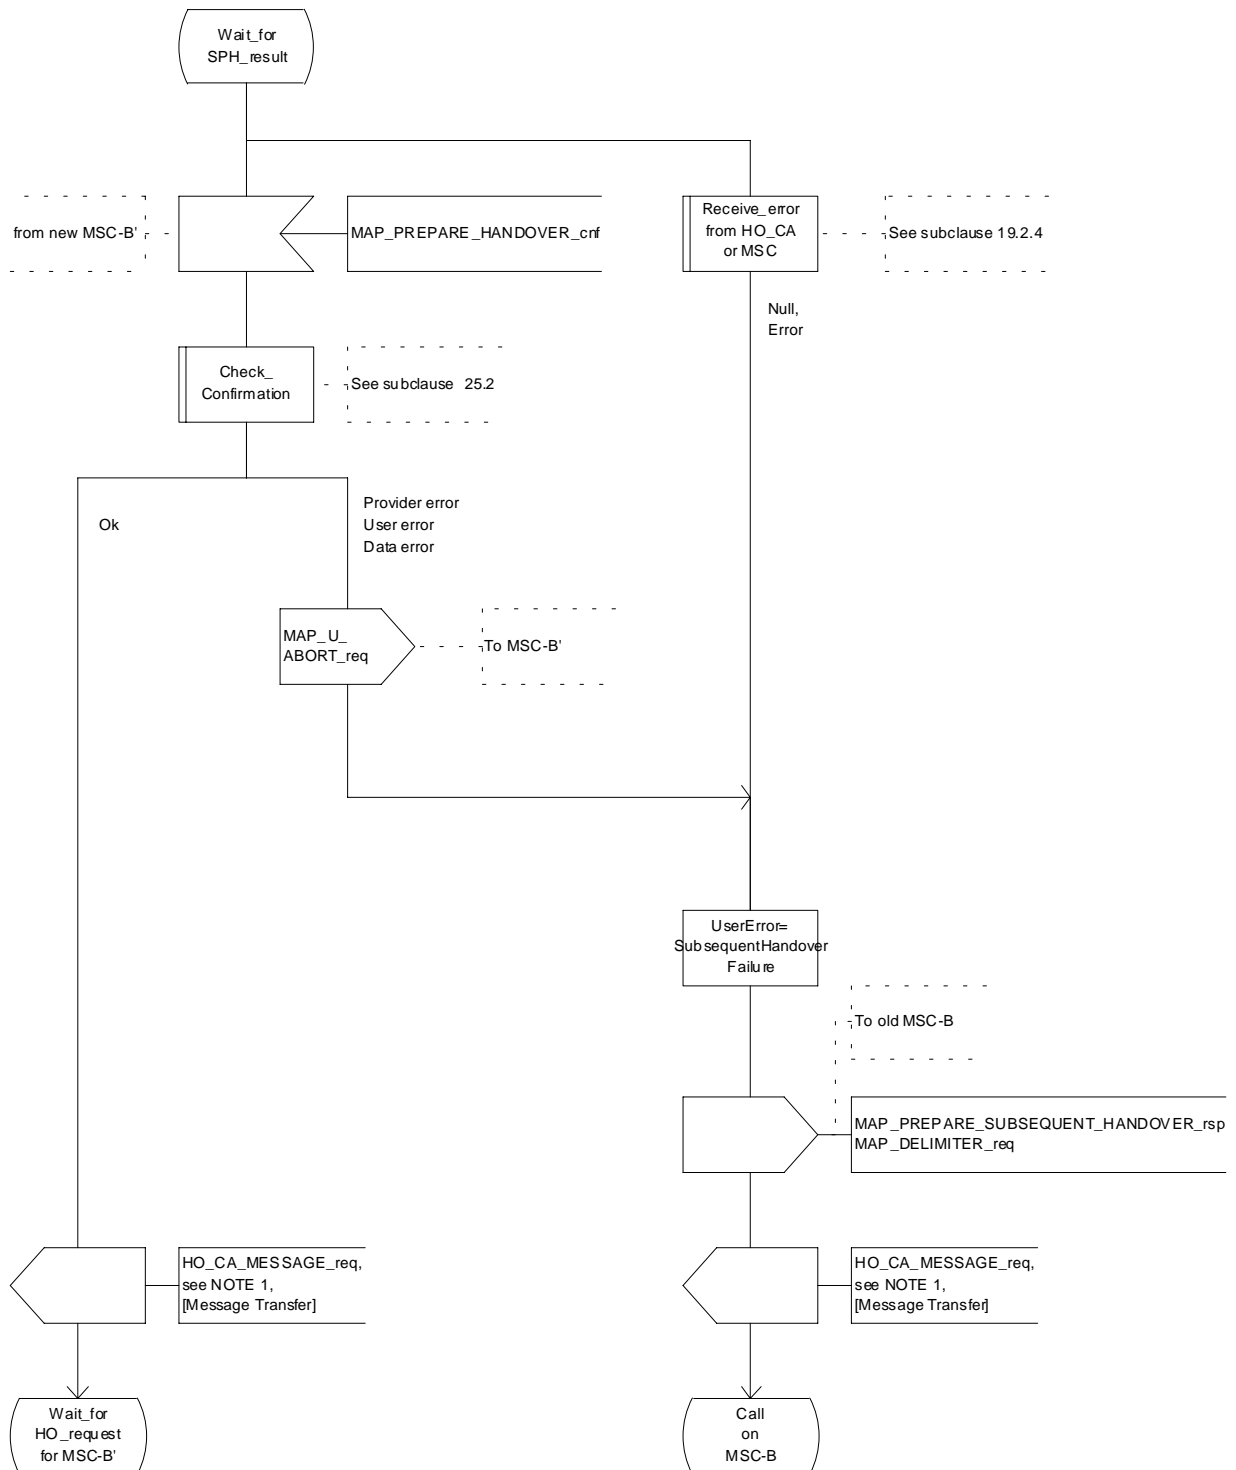 Wait_for
SPH_result
from new MSC-B'
MAP_PREPARE_HANDOVER_cnf
Receive_error
from HO_CA
or MSC
See subclause 19.2.4
Null,
Error
Check_
Confirmation
See subclause 25.2
Ok
Provider error
User error
Data error
MAP_U_
ABORT_req
To MSC-B'
UserError=
SubsequentHandover
Failure
To old MSC-B
MAP_PREPARE_SUBSEQUENT_HANDOVER_rsp
MAP_DELIMITER_req
HO_CA_MESSAGE_req,
see NOTE 1,
[Message Transfer]
HO_CA_MESSAGE_req,
see NOTE 1,
[Message Transfer]
Wait_for
HO_request
for MSC-B'
Call
on
MSC-B